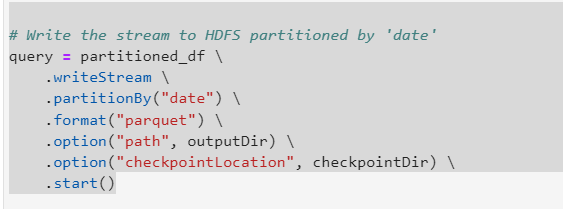 # Write the stream to HDFS partitioned by 'date'
query = partitioned_df \
    .writeStream \
    .partitionBy("date") \
    .format("parquet") \
    .option("path", outputDir) \
    .option("checkpointLocation", checkpointDir) \
    .start()